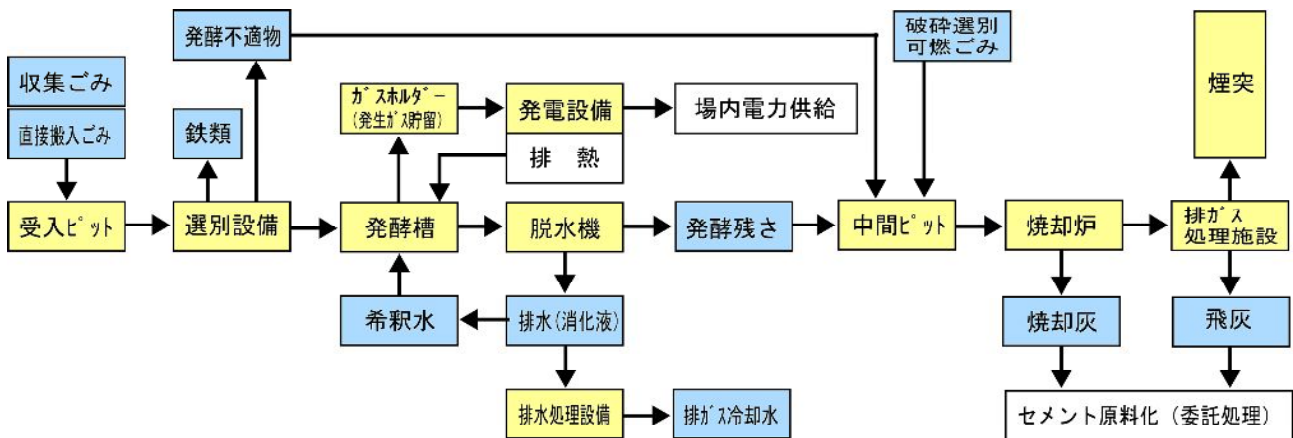 発酵不適物
破砕選別
可燃ごみ
煙突
収集ごみ
直接搬入ごみ
鉄類
ガスホルダー
(発生ガス貯留)
発電設備
排 熱
場内電力供給
受入ピット
選別設備
発酵槽
脱水機
発酵残さ
中間ピット
焼却炉
排ガス
処理施設
希釈水
排水(消化液)
焼却灰
飛灰
排水処理設備
排ガス冷却水
セメント原料化(委託処理)